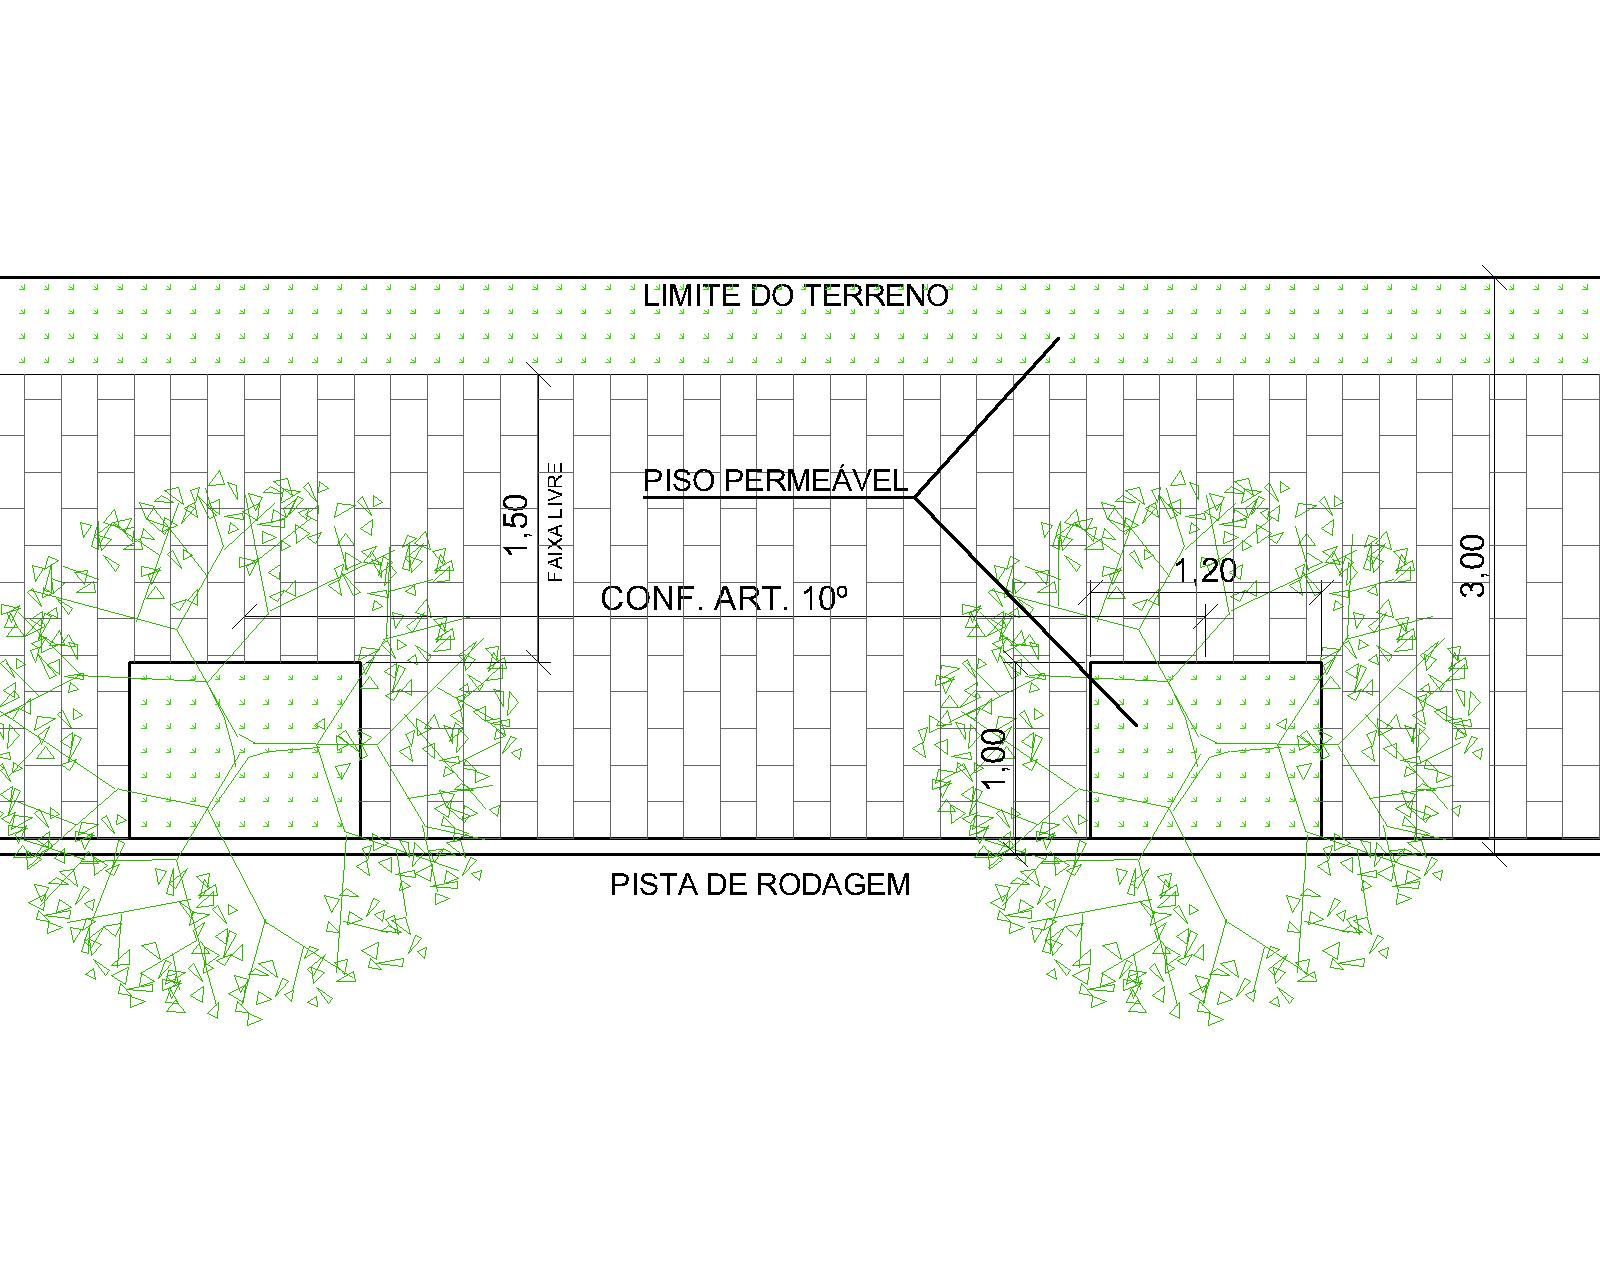 LIMITE DO TERRENO
PISO PERMEÁVEL
1,50
FAIXA LIVRE
CONF. ART. 10º
1,20
3,00
1,00
PISTA DE RODAGEM